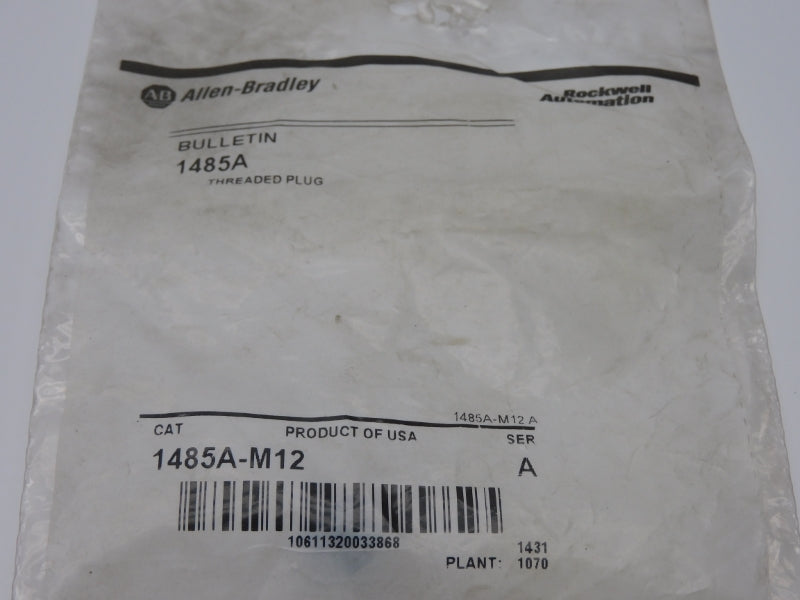 AB Allen-Bradley
Rockwell
Automation
BULLETIN
1485A
THREADED PLUG
1485A-M12 A
CAT PRODUCT OF USA SER
1485A-M12 A
10611320033868
1431
PLANT: 1070